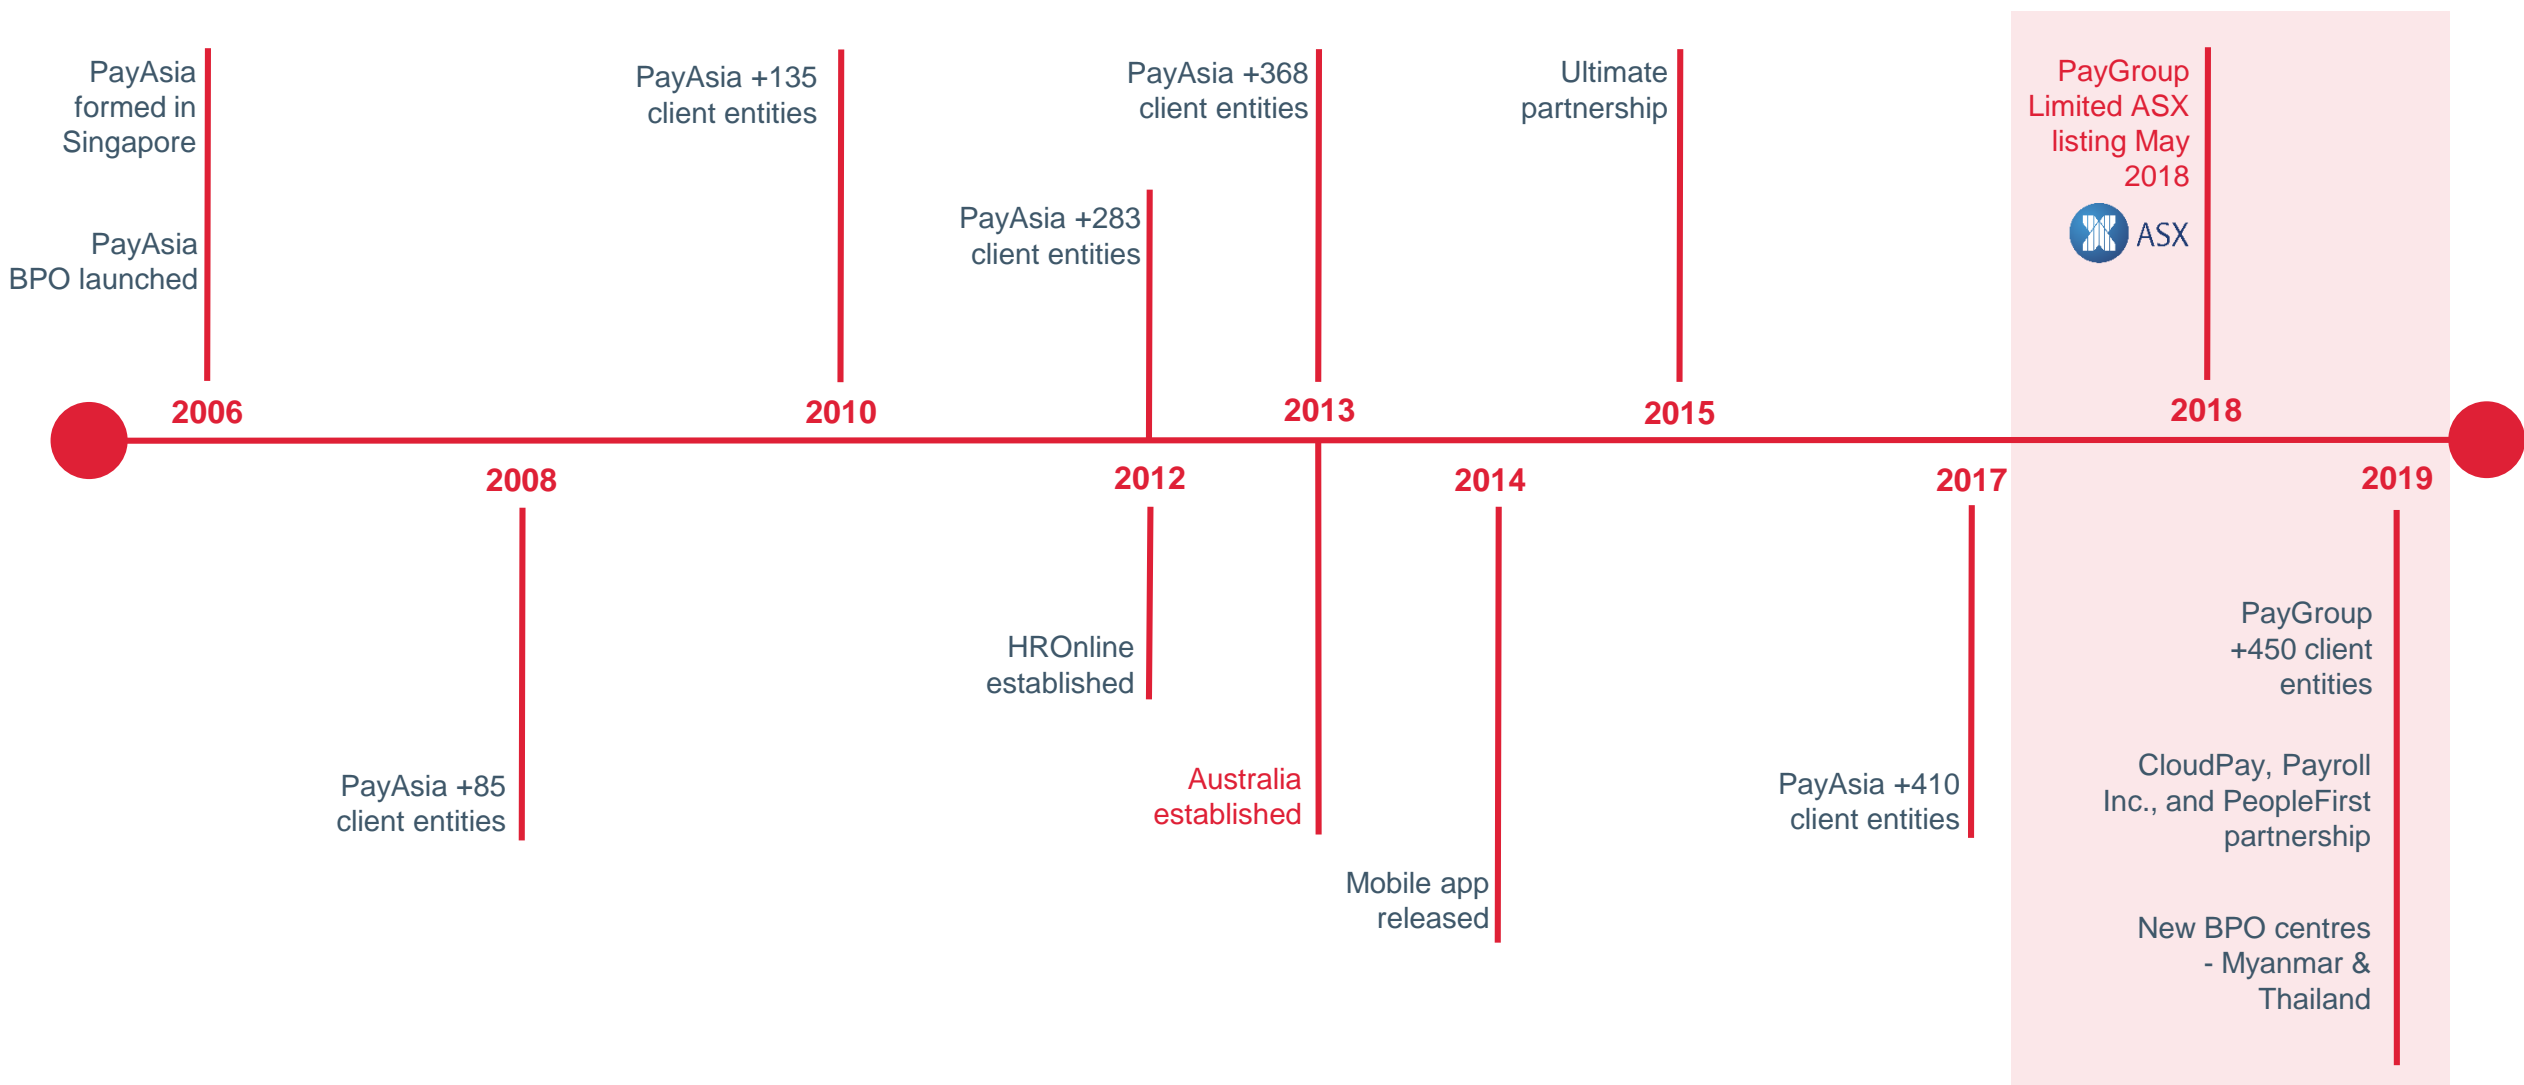 PayAsia
formed in
Singapore
PayAsia
BPO launched
2006
PayAsia +85
client entities
2008
PayAsia +135
client entities
2010
PayAsia +283
client entities
2012
HROnline
established
PayAsia +368
client entities
2013
Australia
established
2014
Mobile app
released
Ultimate
partnership
2015
2017
PayAsia +410
client entities
PayGroup
Limited ASX
listing May
2018
ASX
2018
2019
PayGroup
+450 client
entities
CloudPay, Payroll
Inc., and PeopleFirst
partnership
New BPO centres
- Myanmar &
Thailand